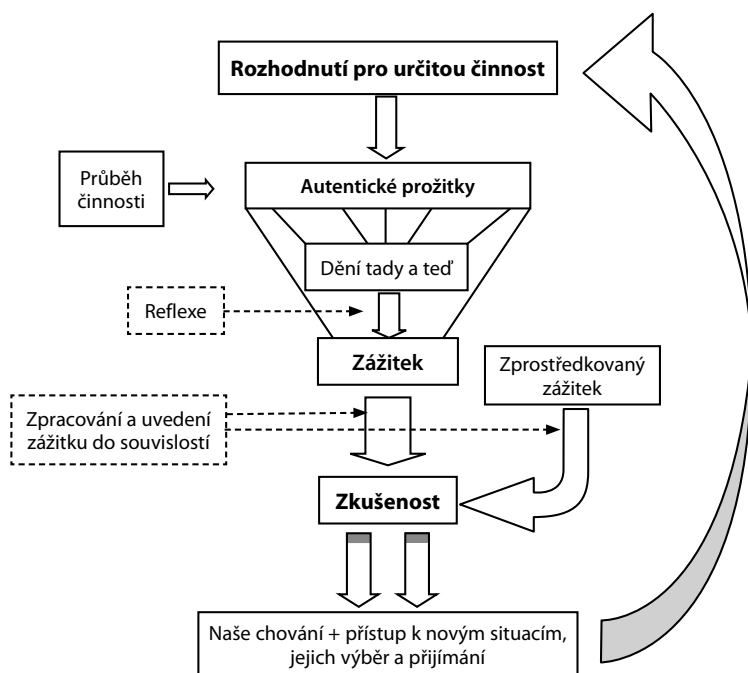 Rozhodnutí pro určitou činnost
Průběh
činnosti
Autentické prožitky
Dění tady a teď
Reflexe
Zážitek
Zprostředkovaný
zážitek
Zpracování a uvedení
zážitku do souvislostí
Zkušenost
Naše chování + přístup k novým situacím,
jejich výběr a přijímání